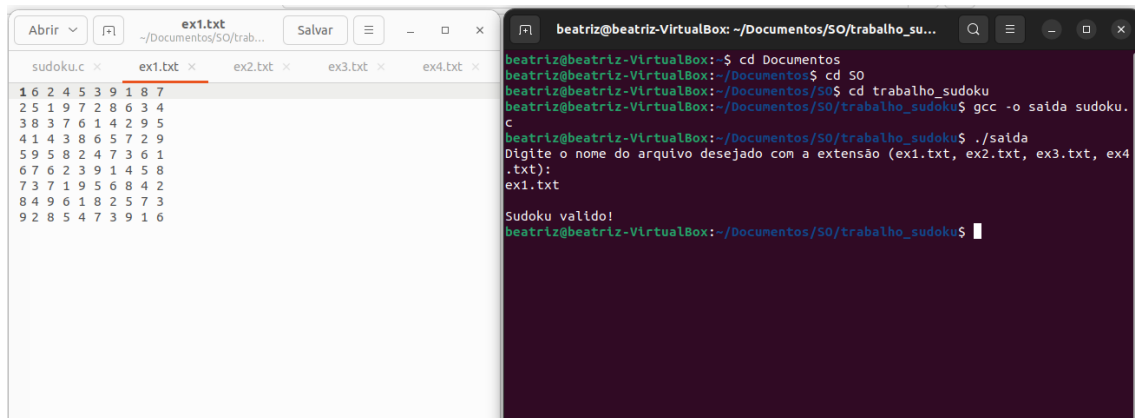 Abrir
ex1.txt
~/Documentos/SO/trab...
Salvar
sudoku.c ×
ex1.txt ×
ex2.txt ×
ex3.txt ×
ex4.txt ×
1 6 2 4 5 3 9 1 8 7
2 5 1 9 7 2 8 6 3 4
3 8 3 7 6 1 4 2 9 5
4 1 4 3 8 6 5 7 2 9
5 9 5 8 2 4 7 3 6 1
6 7 6 2 3 9 1 4 5 8
7 3 7 1 9 5 6 8 4 2
8 4 9 6 1 8 2 5 7 3
9 2 8 5 4 7 3 9 1 6
beatriz@beatriz-VirtualBox: ~/Documentos/SO/trabalho_su...
beatriz@beatriz-VirtualBox:~$ cd Documentos
beatriz@beatriz-VirtualBox:~/Documentos$ cd SO
beatriz@beatriz-VirtualBox:~/Documentos/SO$ cd trabalho_sudoku
beatriz@beatriz-VirtualBox:~/Documentos/SO/trabalho_sudoku$ gcc -o saida sudoku.
c
beatriz@beatriz-VirtualBox:~/Documentos/SO/trabalho_sudoku$ ./saida
Digite o nome do arquivo desejado com a extensão (ex1.txt, ex2.txt, ex3.txt, ex4
.txt):
ex1.txt
Sudoku valido!
beatriz@beatriz-VirtualBox:~/Documentos/SO/trabalho_sudoku$